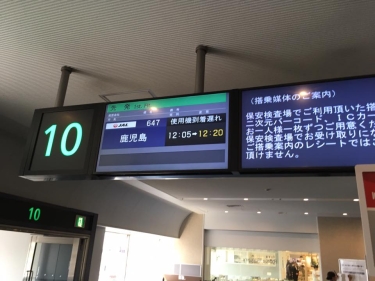 10
JAL 647 使用機到着遅れ
鹿児島 12:05➡12:20
(搭乗媒体のご案内)
保安検査場でご利用頂いた搭
二次元バーコード、ICカー
お一人様一枚ずつご用意くだ
保安検査場でお受け取りにな
ご搭乗案内のレシートではご
頂けません。
10